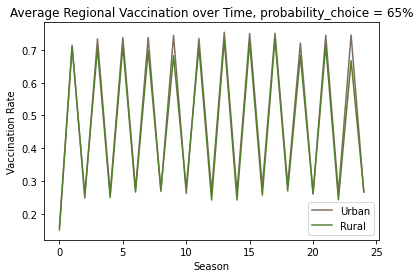 Average Regional Vaccination over Time, probability_choice = 65%
0.7
0.6
0.5
0.4
0.3
0.2
Vaccination Rate
0 5 10 15 20 25
Season
Urban
Rural